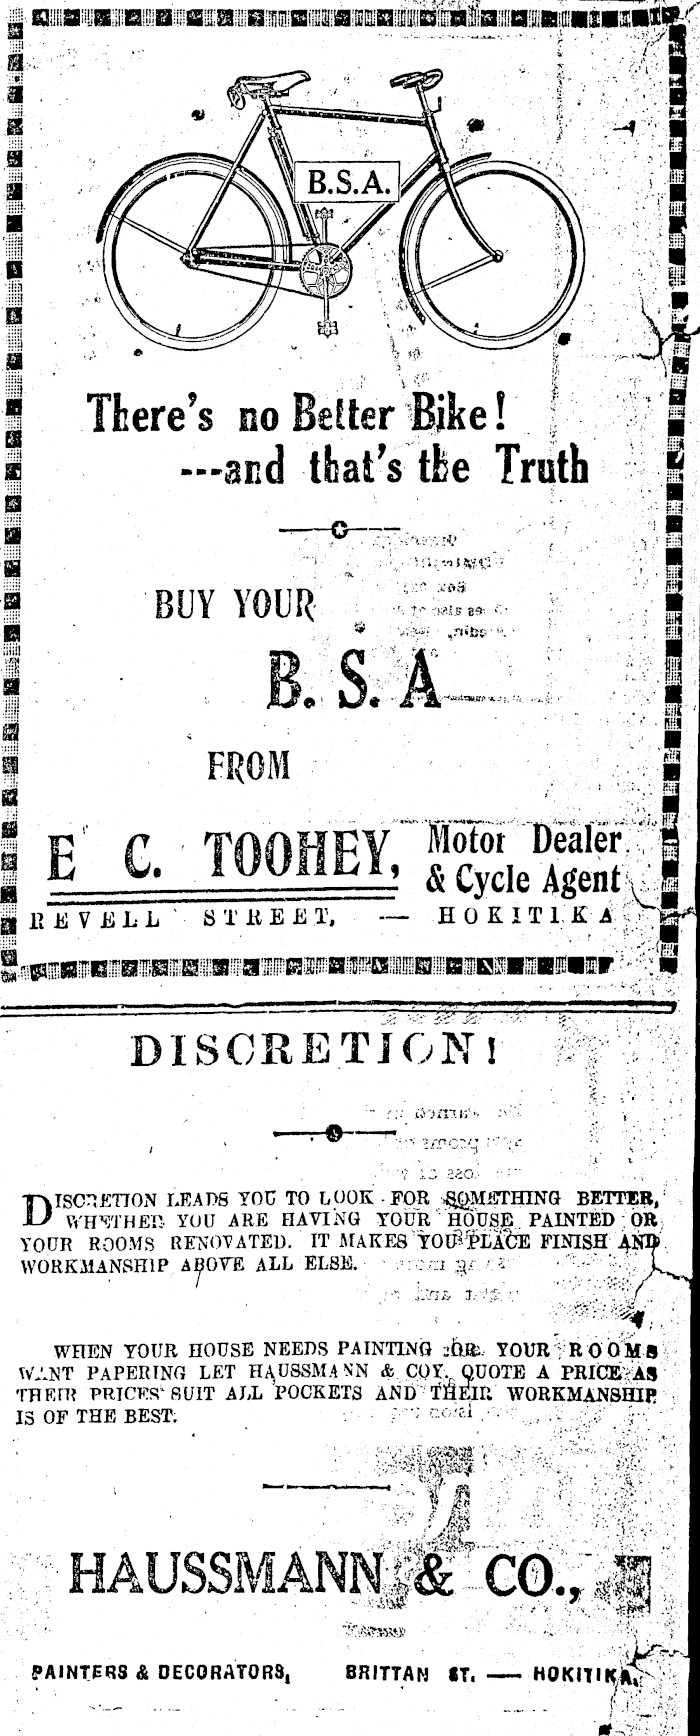 B.S.A.
There's no Better Bike!
---and that's the Truth
BUY YOUR
B. S. A
FROM
E C. TOOHEY,
Motor Dealer
& Cycle Agent
REVELL STREET, — HOKITIKA
DISCRETION!
DISCRETION LEADS YOU TO LOOK FOR SOMETHING BETTER,
WHETHER YOU ARE HAVING YOUR HOUSE PAINTED OR
YOUR ROOMS RENOVATED. IT MAKES YOU PLACE FINISH AND
WORKMANSHIP ABOVE ALL ELSE.
WHEN YOUR HOUSE NEEDS PAINTING OR YOUR ROOMS
WANT PAPERING LET HAUSSMANN & COY. QUOTE A PRICE AS
THEIR PRICES SUIT ALL POCKETS AND THEIR WORKMANSHIP
IS OF THE BEST.
HAUSSMANN & CO.,
PAINTERS & DECORATORS, BRITTAN ST. — HOKITIKA.